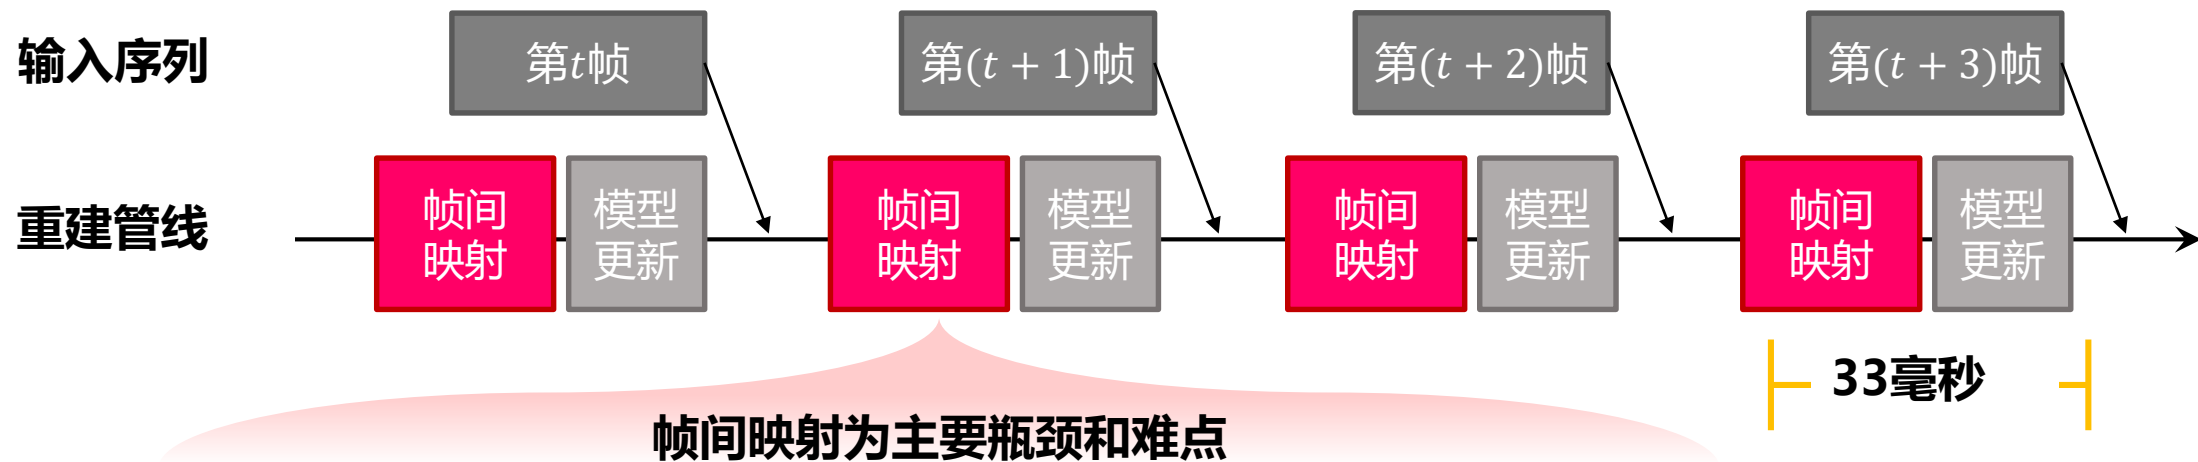 输入序列
第t帧
第(t + 1)帧
第(t + 2)帧
第(t + 3)帧
重建管线
帧间
映射
模型
更新
帧间
映射
模型
更新
帧间
映射
模型
更新
帧间
映射
模型
更新
33毫秒
帧间映射为主要瓶颈和难点